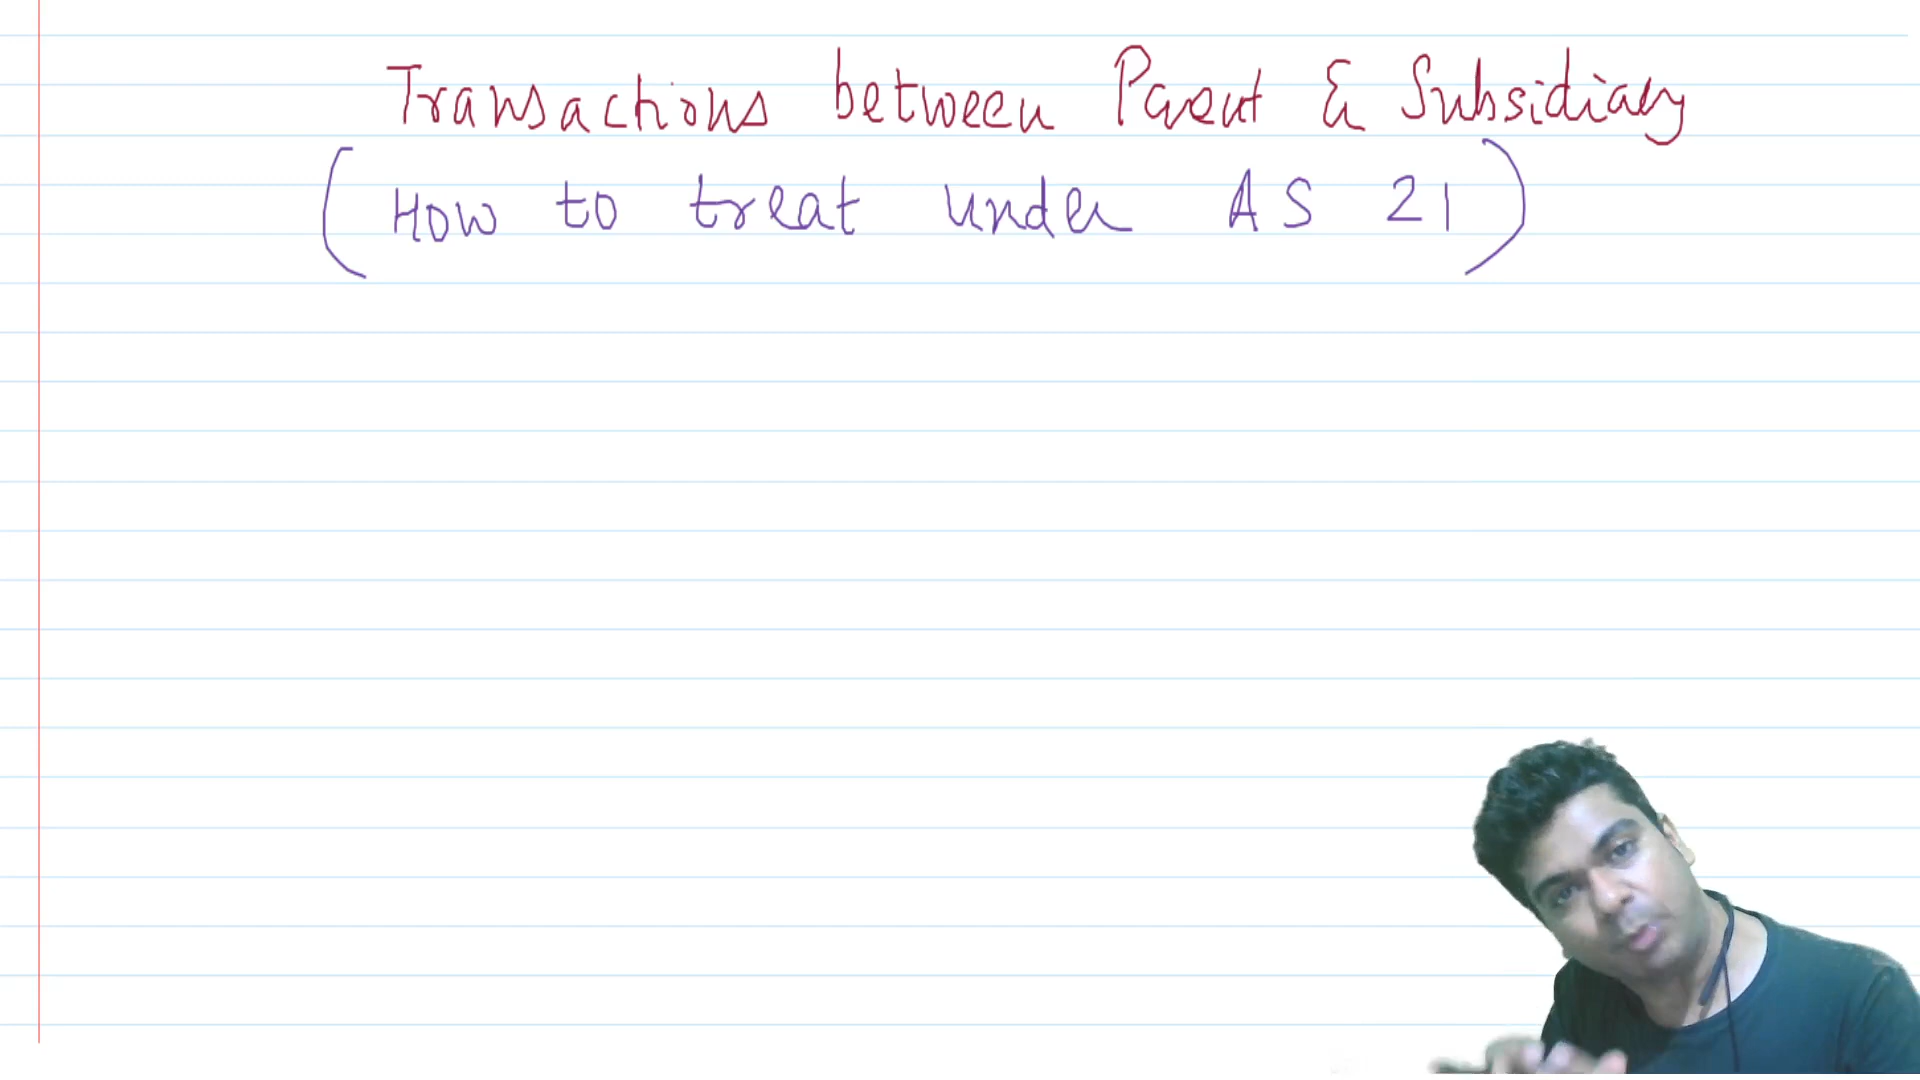 Transactions between Parent & Subsidiary
(How to treat under AS 21)